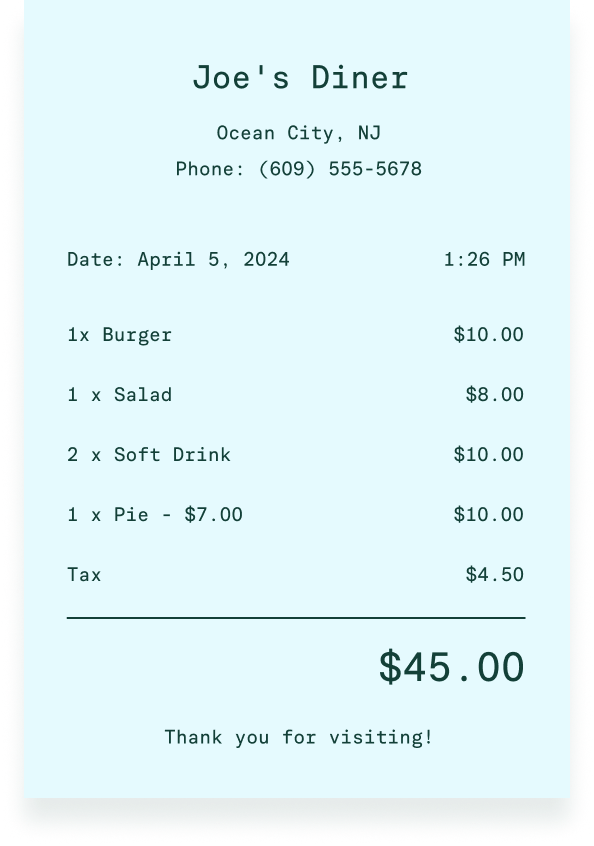 Joe's Diner
Ocean City, NJ
Phone: (609) 555-5678
Date: April 5, 2024 1:26 PM
1x Burger $10.00
1 x Salad $8.00
2 x Soft Drink $10.00
1 x Pie - $7.00 $10.00
Tax $4.50
$45.00
Thank you for visiting!